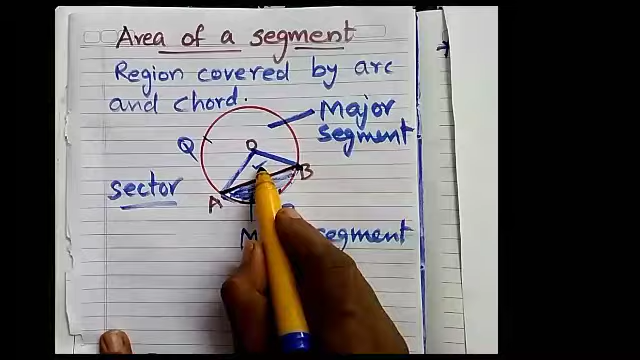 Area of a segment
Region covered by arc
and chord.
Major
segment
Q
O
B
sector
A
segment